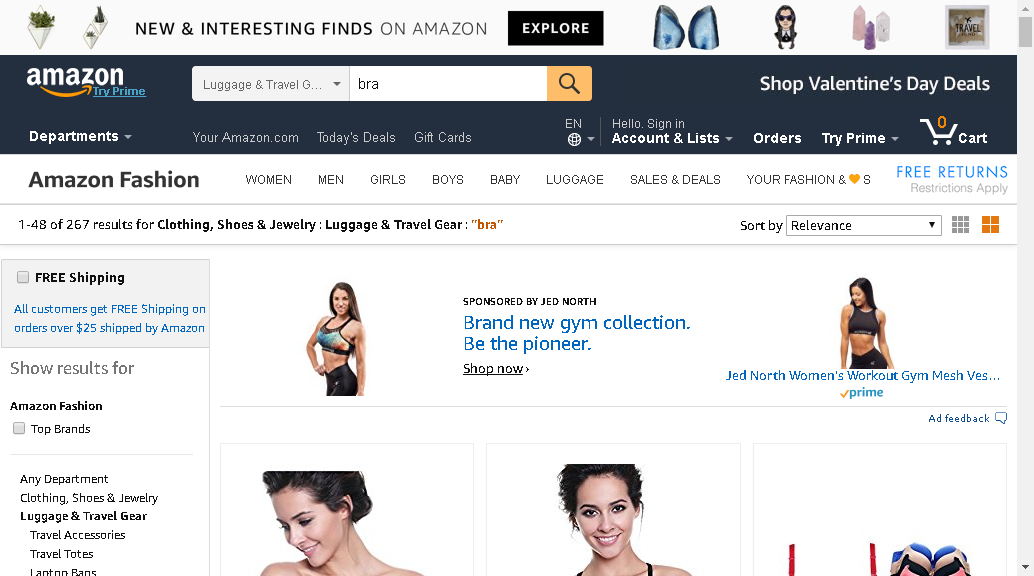 NEW & INTERESTING FINDS ON AMAZON
EXPLORE
TRAVEL
amazon
Try Prime
Luggage & Travel G...
bra
Shop Valentine's Day Deals
Departments
Your Amazon.com
Today's Deals
Gift Cards
EN
Hello. Sign in
Account & Lists
Orders
Try Prime
0
Cart
Amazon Fashion
WOMEN
MEN
GIRLS
BOYS
BABY
LUGGAGE
SALES & DEALS
YOUR FASHION & 🧡 S
FREE RETURNS
Restrictions Apply
1-48 of 267 results for Clothing, Shoes & Jewelry : Luggage & Travel Gear : "bra"
Sort by
Relevance
FREE Shipping
All customers get FREE Shipping on
orders over $25 shipped by Amazon
Show results for
Amazon Fashion
Top Brands
Any Department
Clothing, Shoes & Jewelry
Luggage & Travel Gear
Travel Accessories
Travel Totes
Laptop Bags
SPONSORED BY JED NORTH
Brand new gym collection.
Be the pioneer.
Shop now ›
Jed North Women's Workout Gym Mesh Ves...
prime
Ad feedback